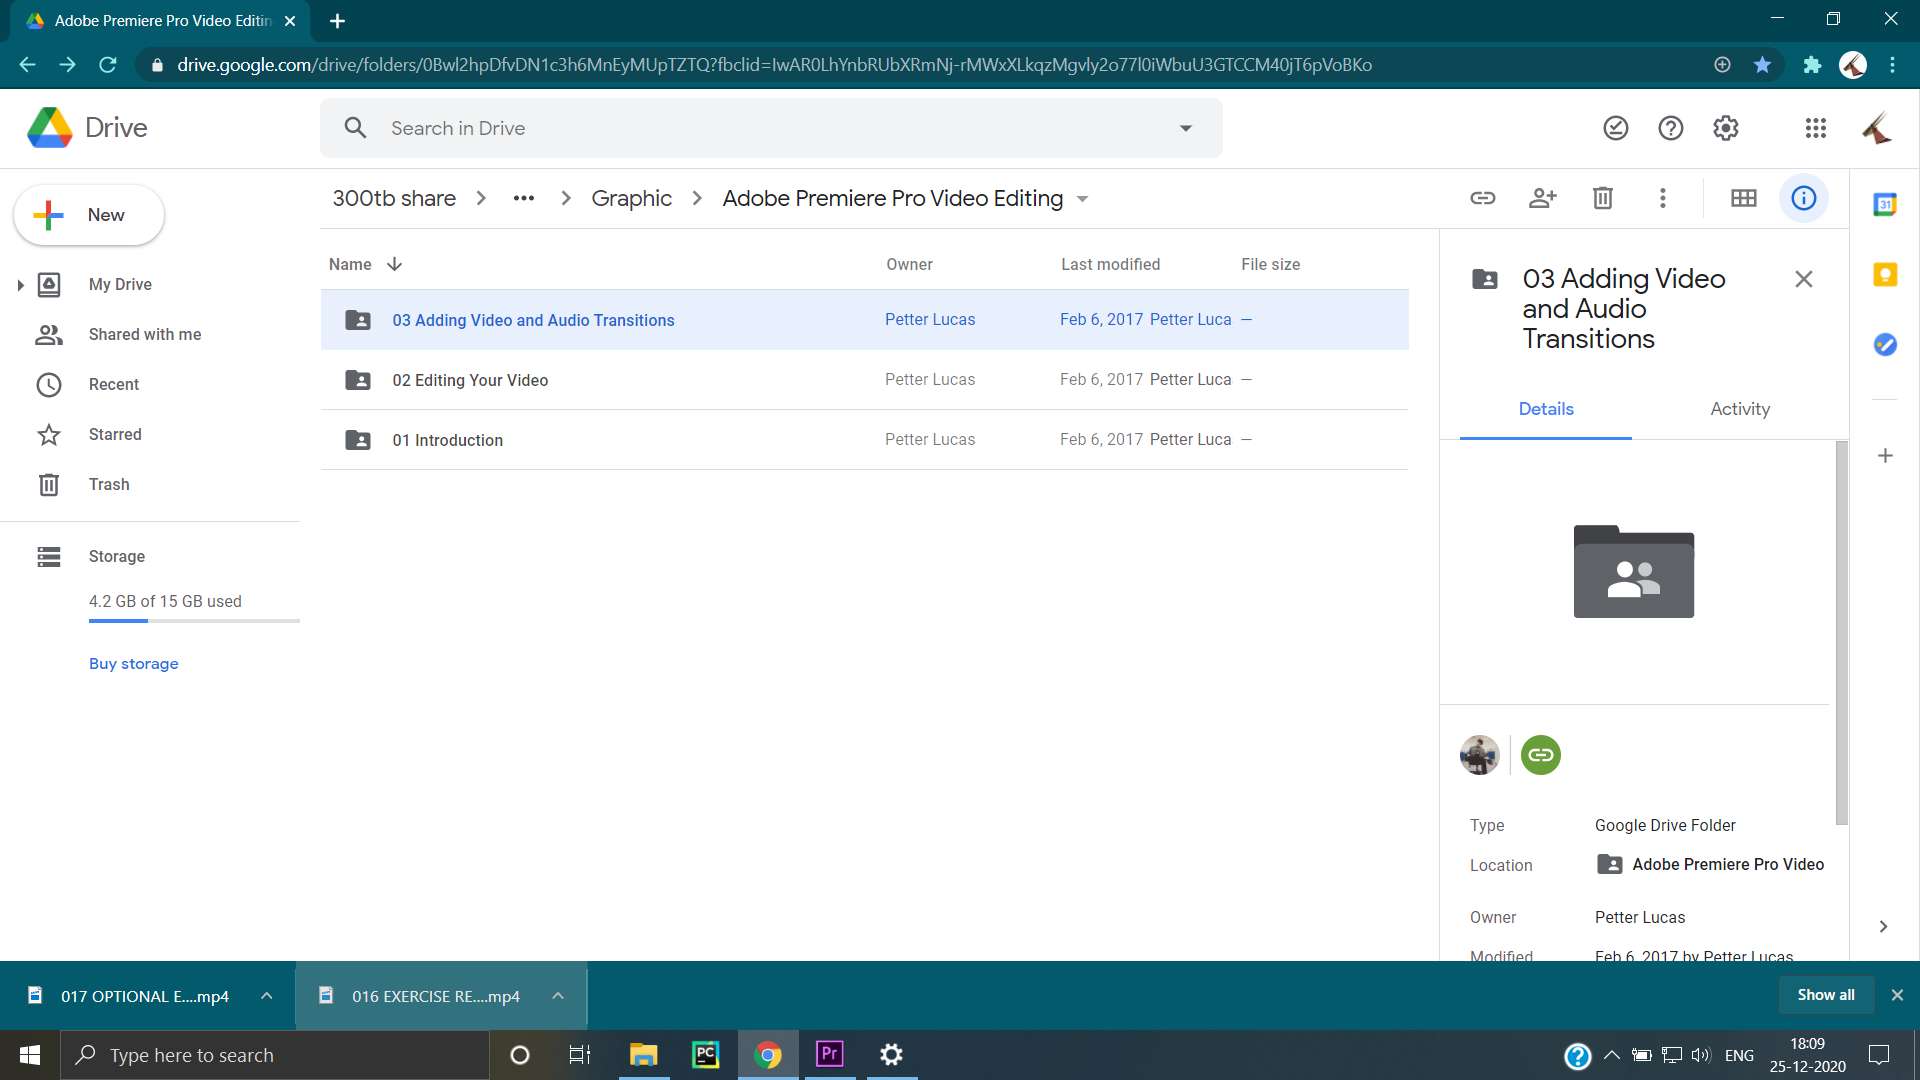 Adobe Premiere Pro Video Editin
drive.google.com/drive/folders/0Bwl2hpDfvDN1c3h6MnEyMUpTZTQ?fbclid=IwAR0LhYnbRUbXRmNj-rMWxXLkqzMgvly2o77l0iWbuU3GTCCM40jT6pVoBKo
Drive
Search in Drive
New
300tb share
Graphic
Adobe Premiere Pro Video Editing
31
My Drive
Shared with me
Recent
Starred
Trash
Storage
4.2 GB of 15 GB used
Buy storage
Name Owner Last modified File size
03 Adding Video and Audio Transitions Petter Lucas Feb 6, 2017 Petter Luca —
02 Editing Your Video Petter Lucas Feb 6, 2017 Petter Luca —
01 Introduction Petter Lucas Feb 6, 2017 Petter Luca —
03 Adding Video
and Audio
Transitions
Details Activity
Type Google Drive Folder
Location Adobe Premiere Pro Video
Owner Petter Lucas
Modified Feb 6, 2017 by Petter Lucas
017 OPTIONAL E....mp4
016 EXERCISE RE....mp4
Show all
Type here to search
PC
Pr
ENG
18:09
25-12-2020